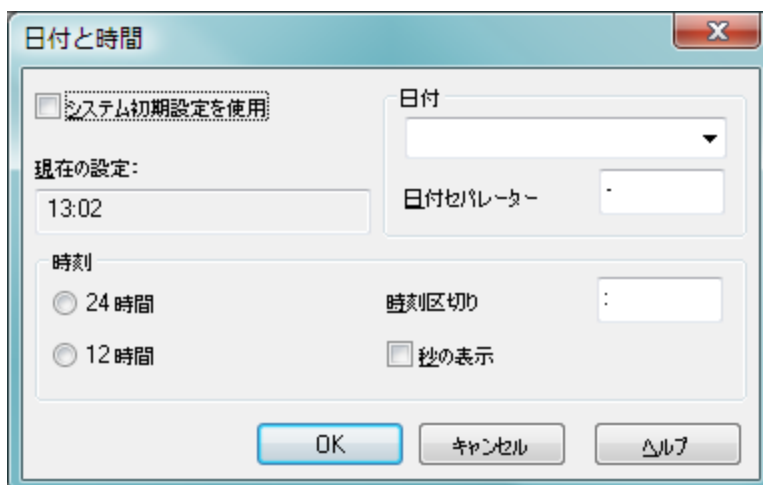 日付と時間
システム初期設定を使用
現在の設定:
13:02
日付
日付セパレーター
-
時刻
24 時間
12 時間
時刻区切り
:
秒の表示
OK
キャンセル
ヘルプ